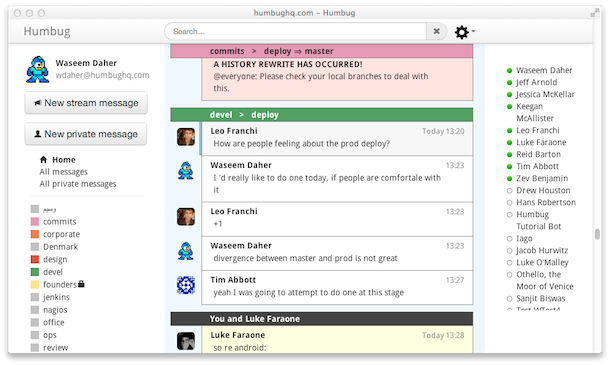 humbughq.com – Humbug
Humbug
Search...
Waseem Daher
wdaher@humbughq.com
New stream message
New private message
Home
All messages
All private messages
commits
corporate
Denmark
design
devel
founders
jenkins
nagios
office
ops
review
commits > deploy ⇒ master
A HISTORY REWRITE HAS OCCURRED!
@everyone: Please check your local branches to deal with
this.
devel > deploy
Leo Franchi Today 13:20
How are people feeling about the prod deploy?
Waseem Daher 13:23
I 'd really like to do one today, if people are comfortale with
it
Leo Franchi 13:23
+1
Waseem Daher 13:23
divergence between master and prod is not great
Tim Abbott 13:27
yeah I was going to attempt to do one at this stage
You and Luke Faraone
Luke Faraone Today 13:28
so re android:
Waseem Daher
Jeff Arnold
Jessica McKellar
Keegan
McAllister
Leo Franchi
Luke Faraone
Reid Barton
Tim Abbott
Zev Benjamin
Drew Houston
Hans Robertson
Humbug
Tutorial Bot
Iago
Jacob Hurwitz
Luke O'Malley
Othello, the
Moor of Venice
Sanjit Biswas
Test WTest4